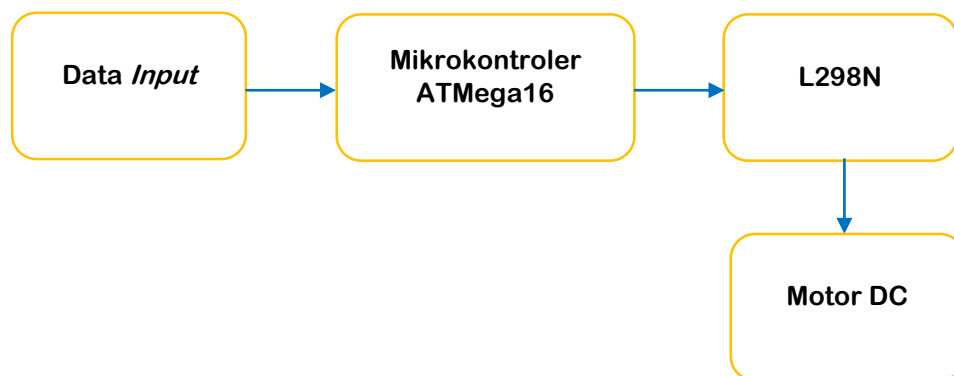 Data Input
Mikrokontroler
ATMega16
L298N
Motor DC